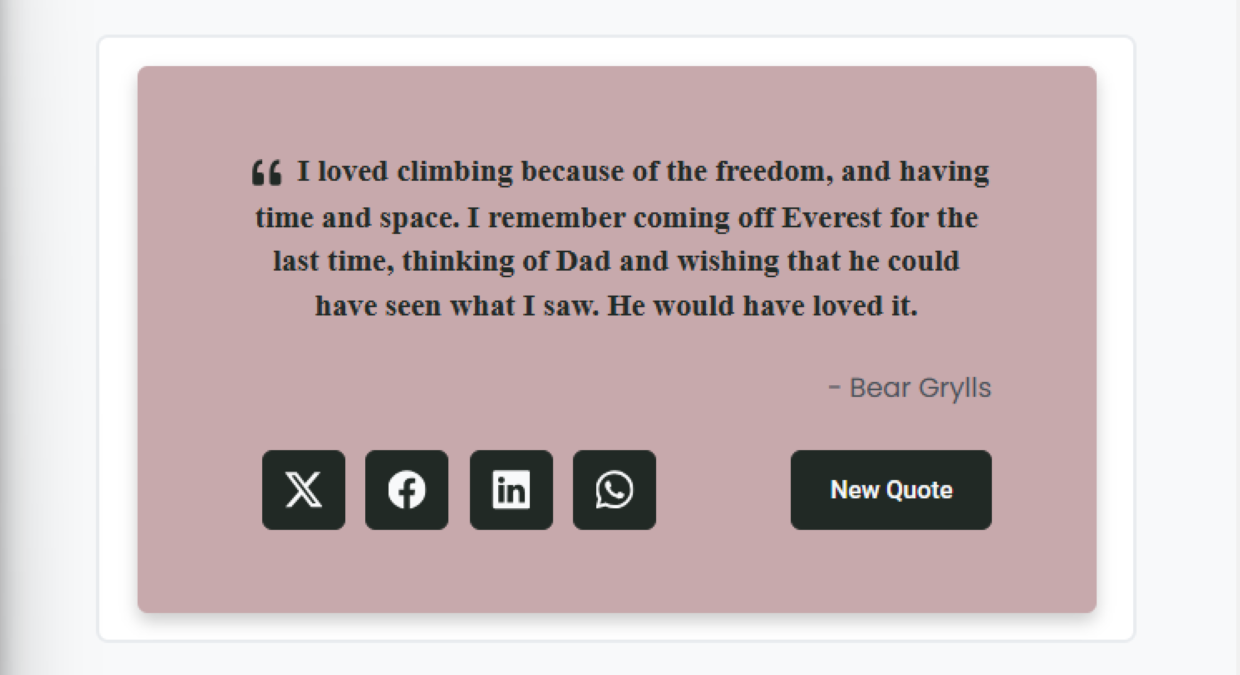 “ I loved climbing because of the freedom, and having
time and space. I remember coming off Everest for the
last time, thinking of Dad and wishing that he could
have seen what I saw. He would have loved it.
- Bear Grylls
New Quote